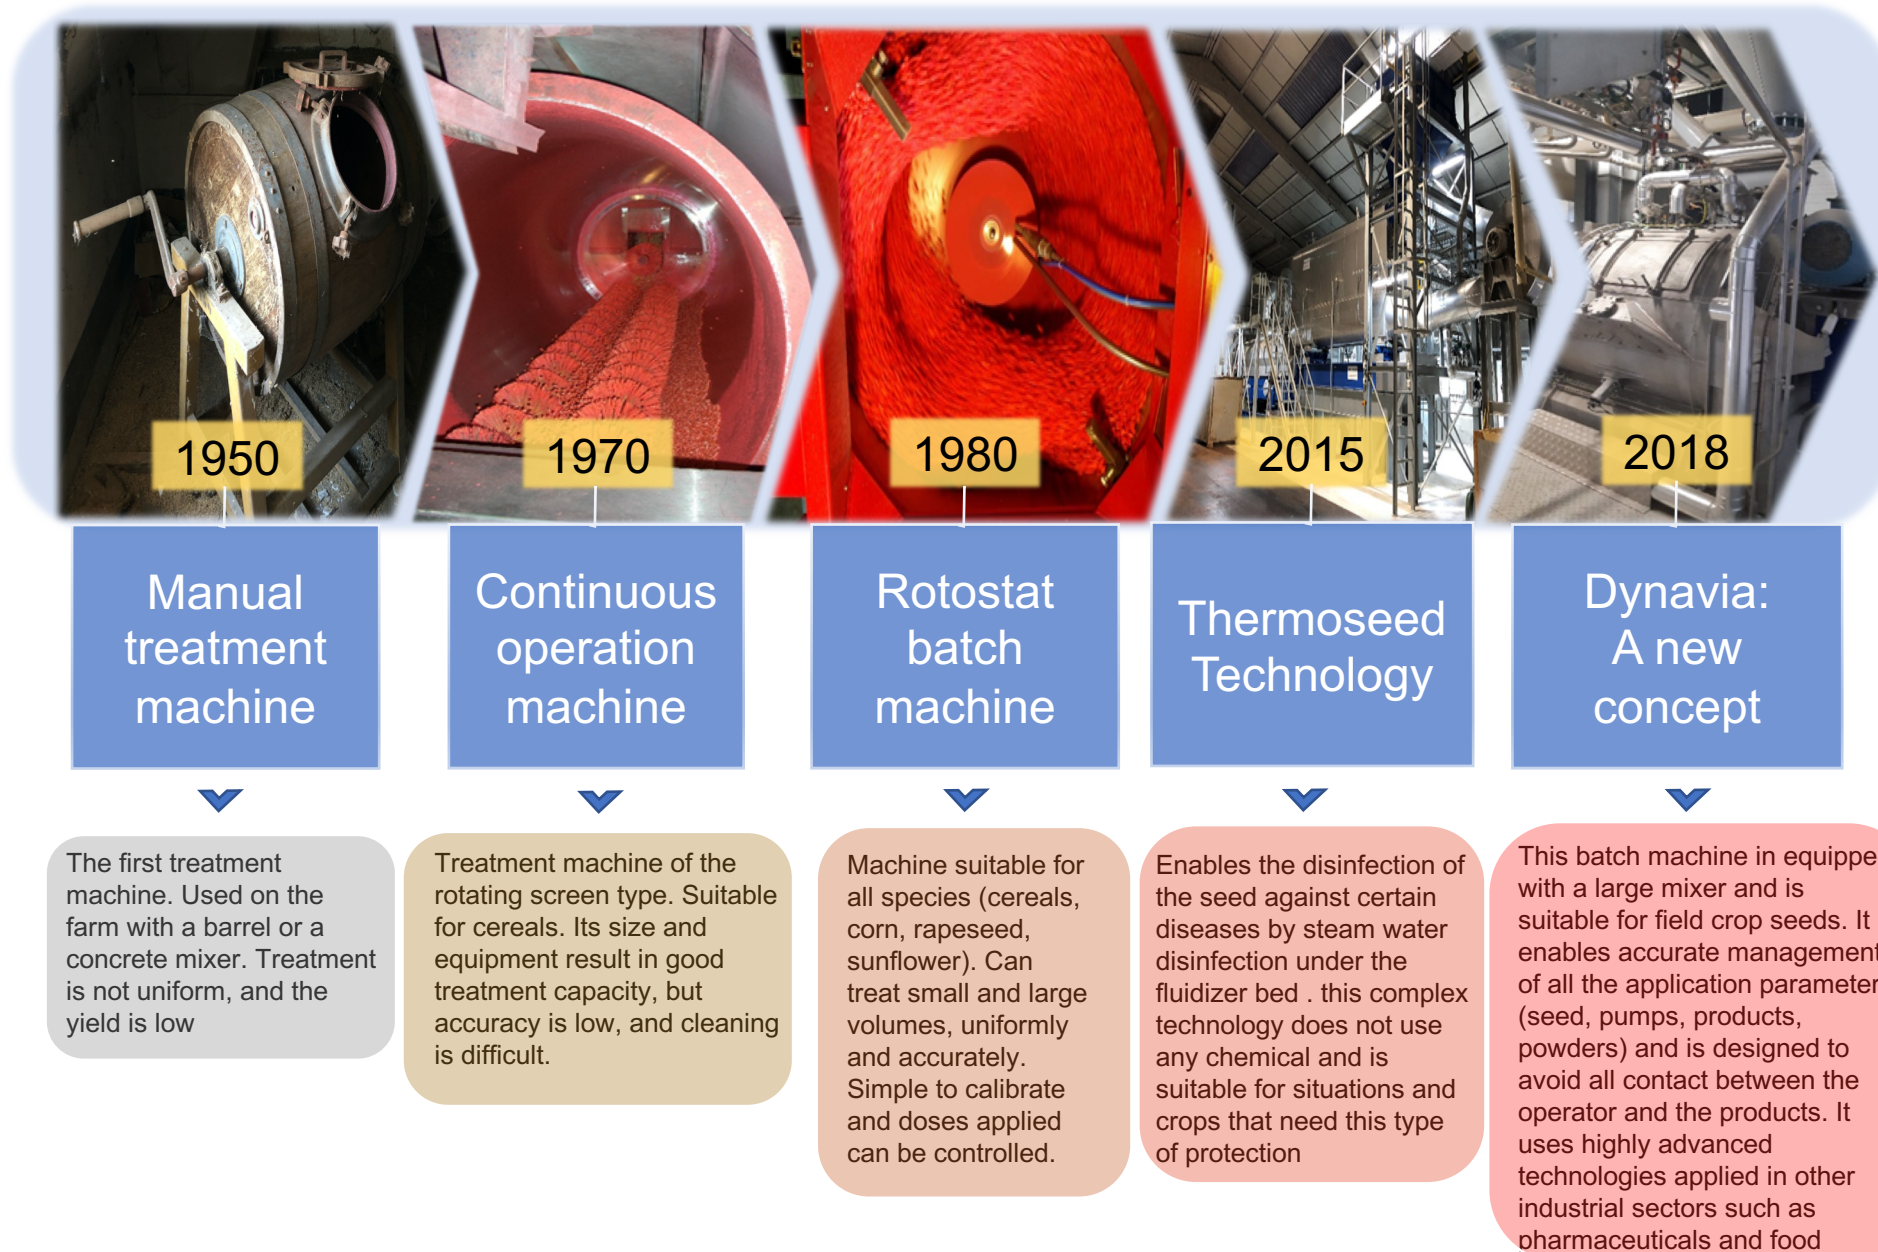 1950
1970
1980
2015
2018
Manual
treatment
machine
Continuous
operation
machine
Rotostat
batch
machine
Thermoseed
Technology
Dynavia:
A new
concept
The first treatment
machine. Used on the
farm with a barrel or a
concrete mixer. Treatment
is not uniform, and the
yield is low
Treatment machine of the
rotating screen type. Suitable
for cereals. Its size and
equipment result in good
treatment capacity, but
accuracy is low, and cleaning
is difficult.
Machine suitable for
all species (cereals,
corn, rapeseed,
sunflower). Can
treat small and large
volumes, uniformly
and accurately.
Simple to calibrate
and doses applied
can be controlled.
Enables the disinfection of
the seed against certain
diseases by steam water
disinfection under the
fluidizer bed . this complex
technology does not use
any chemical and is
suitable for situations and
crops that need this type
of protection
This batch machine in equippe
with a large mixer and is
suitable for field crop seeds. It
enables accurate management
of all the application parameter
(seed, pumps, products,
powders) and is designed to
avoid all contact between the
operator and the products. It
uses highly advanced
technologies applied in other
industrial sectors such as
pharmaceuticals and food